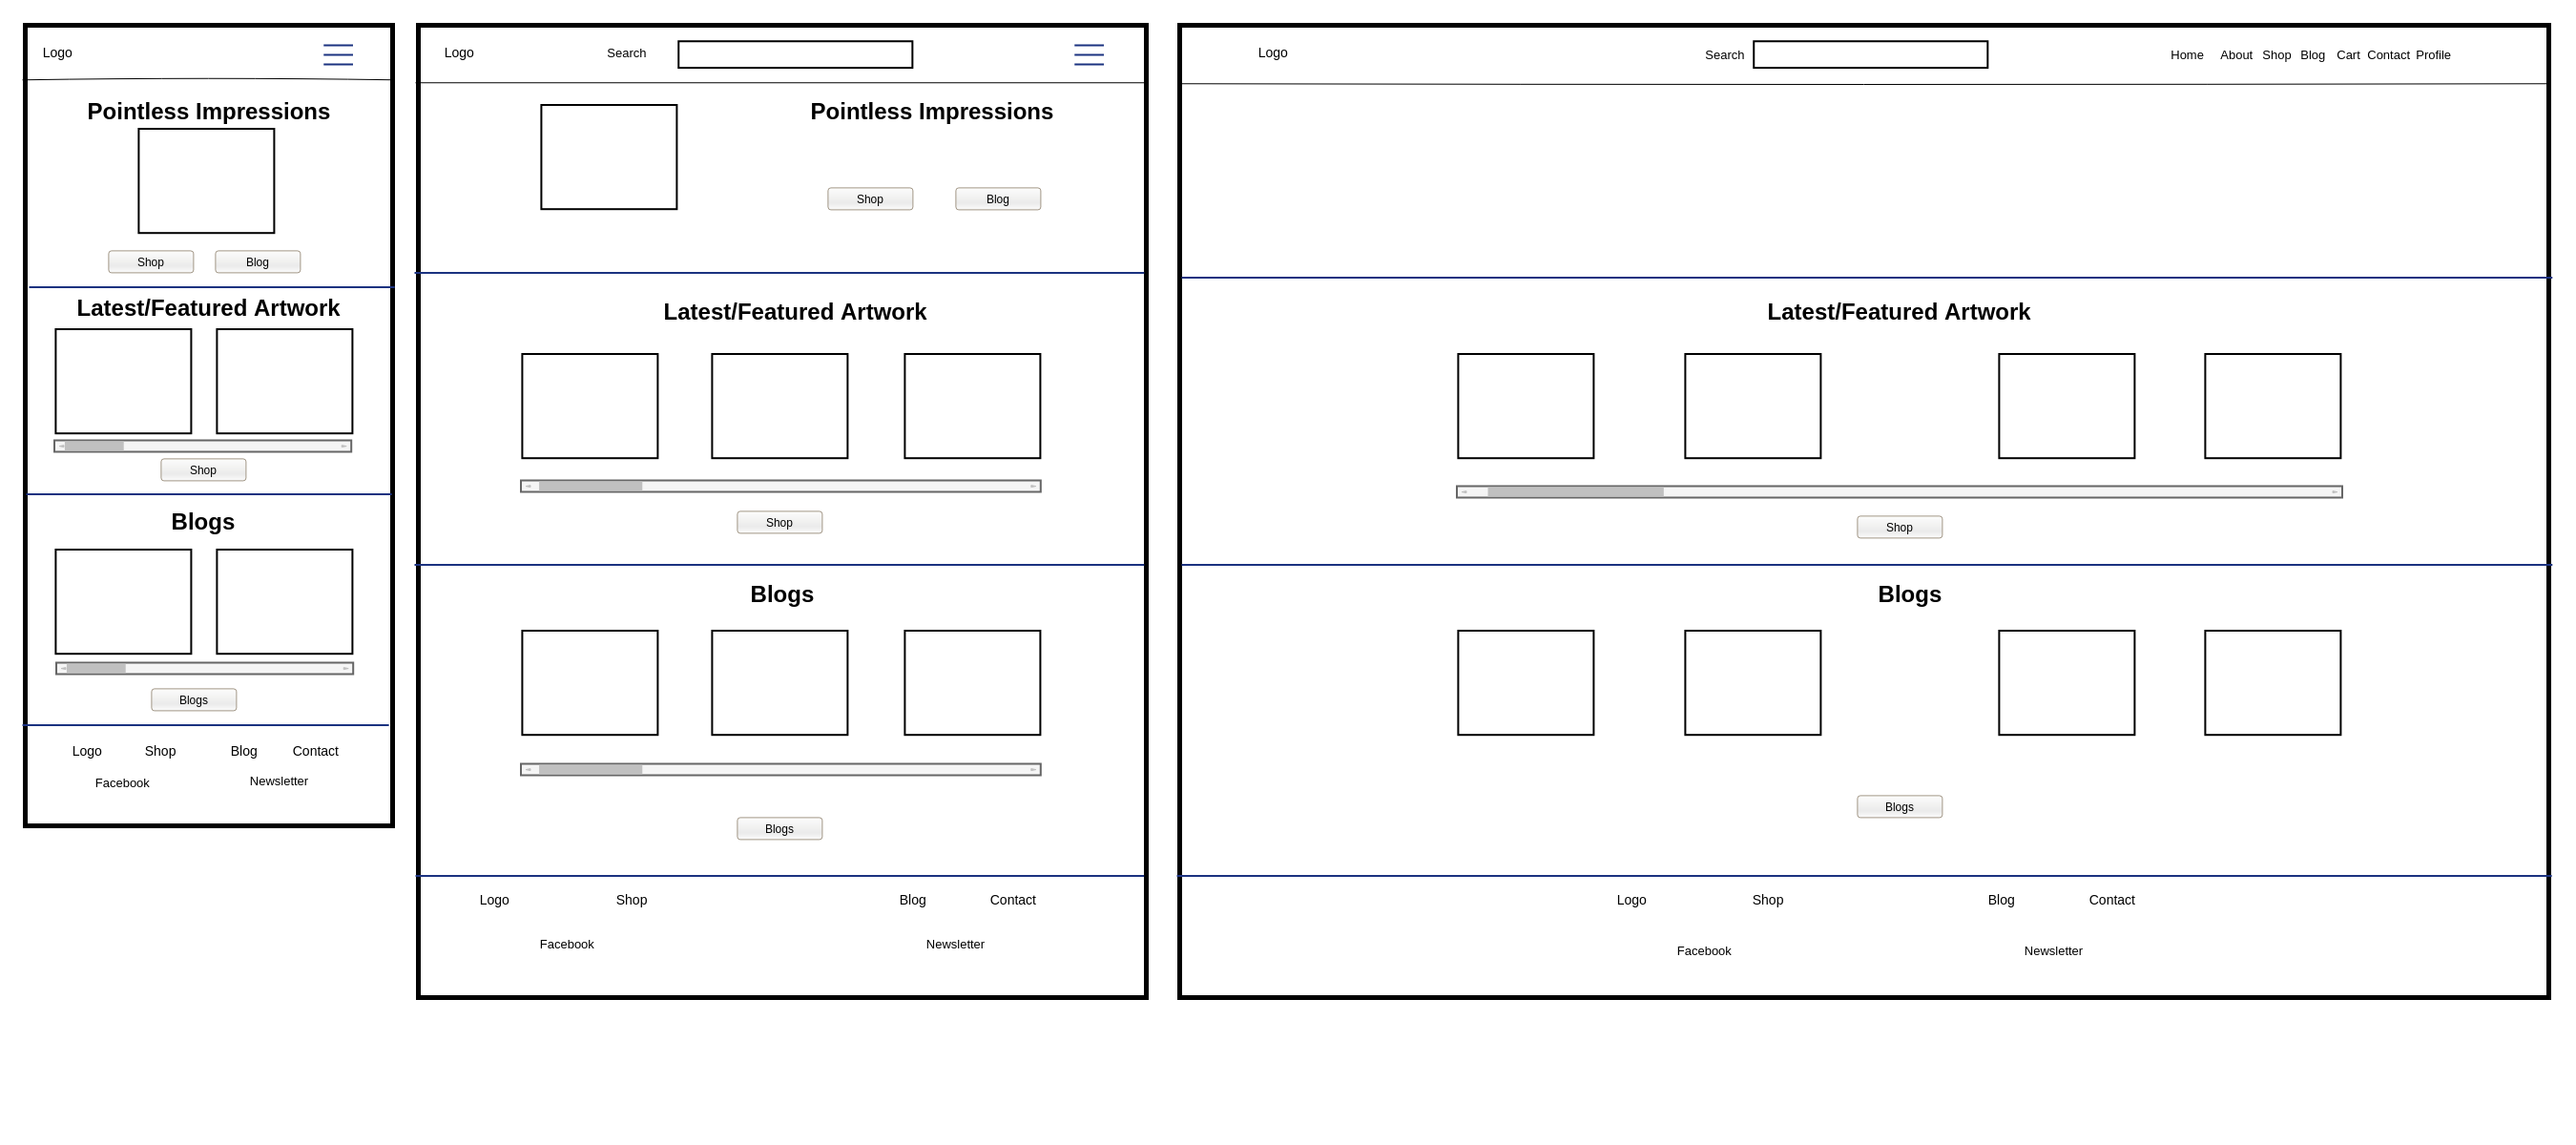 Logo
Pointless Impressions
Shop Blog
Latest/Featured Artwork
Shop
Blogs
Blogs
Logo Shop Blog Contact
Facebook Newsletter
Logo Search
Pointless Impressions
Shop Blog
Latest/Featured Artwork
Shop
Blogs
Blogs
Logo Shop Blog Contact
Facebook Newsletter
Logo Search Home About Shop Blog Cart Contact Profile
Latest/Featured Artwork
Shop
Blogs
Blogs
Logo Shop Blog Contact
Facebook Newsletter